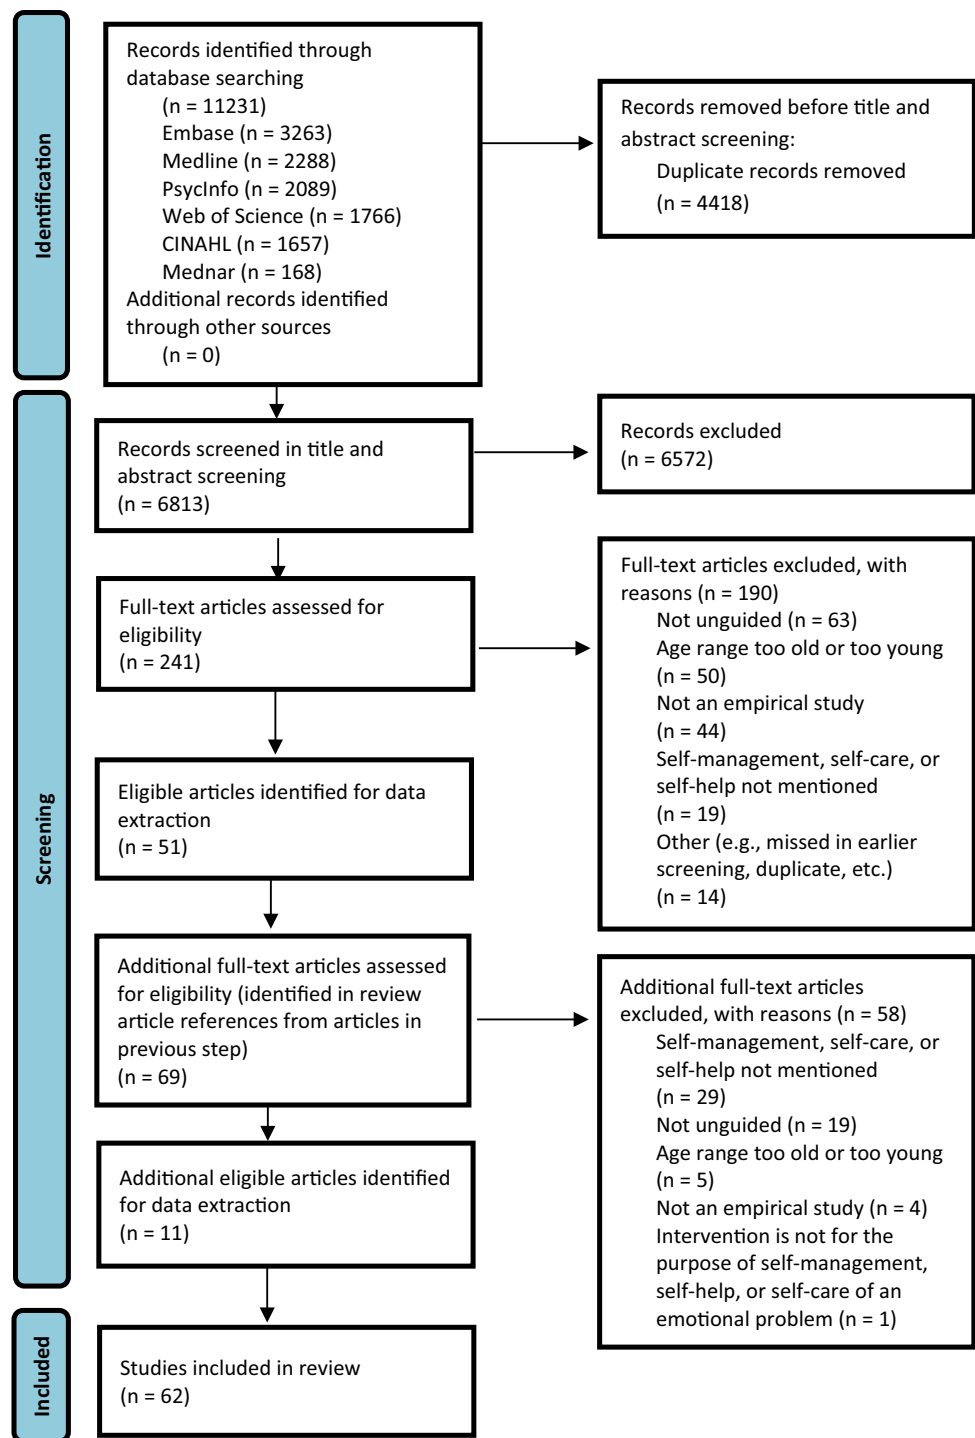 Identification
Records identified through
database searching
(n = 11231)
Embase (n = 3263)
Medline (n = 2288)
PsycInfo (n = 2089)
Web of Science (n = 1766)
CINAHL (n = 1657)
Mednar (n = 168)
Additional records identified
through other sources
(n = 0)
Records removed before title and
abstract screening:
Duplicate records removed
(n = 4418)
Screening
Records screened in title and
abstract screening
(n = 6813)
Records excluded
(n = 6572)
Full-text articles assessed for
eligibility
(n = 241)
Full-text articles excluded, with
reasons (n = 190)
Not unguided (n = 63)
Age range too old or too young
(n = 50)
Not an empirical study
(n = 44)
Self-management, self-care, or
self-help not mentioned
(n = 19)
Other (e.g., missed in earlier
screening, duplicate, etc.)
(n = 14)
Eligible articles identified for data
extraction
(n = 51)
Additional full-text articles assessed
for eligibility (identified in review
article references from articles in
previous step)
(n = 69)
Additional full-text articles
excluded, with reasons (n = 58)
Self-management, self-care, or
self-help not mentioned
(n = 29)
Not unguided (n = 19)
Age range too old or too young
(n = 5)
Not an empirical study (n = 4)
Intervention is not for the
purpose of self-management,
self-help, or self-care of an
emotional problem (n = 1)
Additional eligible articles identified
for data extraction
(n = 11)
Included
Studies included in review
(n = 62)